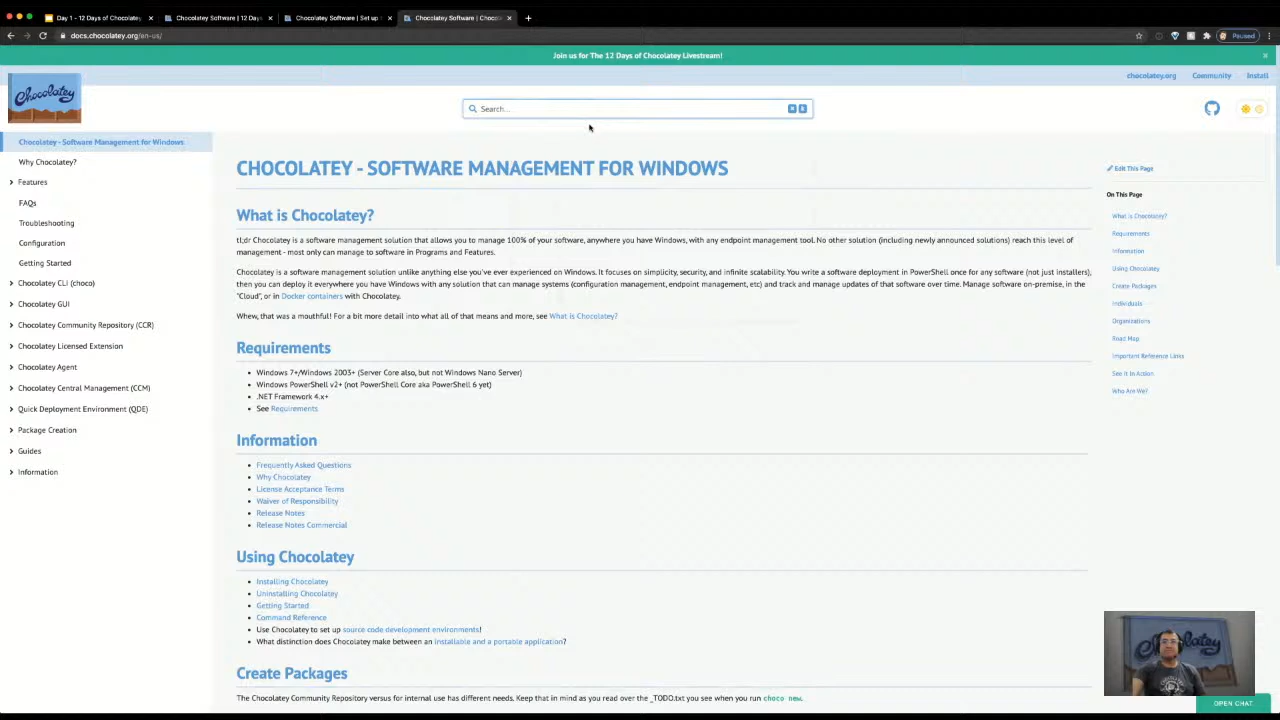 Day 1 - 12 Days of Chocolatey
Chocolatey Software | 12 Days
Chocolatey Software | Set up
Chocolatey Software | Choco
docs.chocolatey.org/en-us/
Paused
Join us for The 12 Days of Chocolatey Livestream!
chocolatey.org
Community
Install
Chocolatey
Search...
Chocolatey - Software Management for Windows
Why Chocolatey?
Features
FAQs
Troubleshooting
Configuration
Getting Started
Chocolatey CLI (choco)
Chocolatey GUI
Chocolatey Community Repository (CCR)
Chocolatey Licensed Extension
Chocolatey Agent
Chocolatey Central Management (CCM)
Quick Deployment Environment (QDE)
Package Creation
Guides
Information
CHOCOLATEY - SOFTWARE MANAGEMENT FOR WINDOWS
What is Chocolatey?
tl;dr Chocolatey is a software management solution that allows you to manage 100% of your software, anywhere you have Windows, with any endpoint management tool. No other solution (including newly announced solutions) reach this level of
management - most only can manage to software in Programs and Features.
Chocolatey is a software management solution unlike anything else you've ever experienced on Windows. It focuses on simplicity, security, and infinite scalability. You write a software deployment in PowerShell once for any software (not just installers),
then you can deploy it everywhere you have Windows with any solution that can manage systems (configuration management, endpoint management, etc) and track and manage updates of that software over time. Manage software on-premise, in the
"Cloud", or in Docker containers with Chocolatey.
Whew, that was a mouthful! For a bit more detail into what all of that means and more, see What is Chocolatey?
Requirements
Windows 7+/Windows 2003+ (Server Core also, but not Windows Nano Server)
Windows PowerShell v2+ (not PowerShell Core aka PowerShell 6 yet)
.NET Framework 4.x+
See Requirements
Information
Frequently Asked Questions
Why Chocolatey
License Acceptance Terms
Waiver of Responsibility
Release Notes
Release Notes Commercial
Using Chocolatey
Installing Chocolatey
Uninstalling Chocolatey
Getting Started
Command Reference
Use Chocolatey to set up source code development environments!
What distinction does Chocolatey make between an installable and a portable application?
Create Packages
The Chocolatey Community Repository versus for internal use has different needs. Keep that in mind as you read over the _TODO.txt you see when you run choco new.
Edit This Page
On This Page
What is Chocolatey?
Requirements
Information
Using Chocolatey
Create Packages
Individuals
Organizations
Road Map
Important Reference Links
See It In Action
Who Are We?
Chocolatey
OPEN CHAT